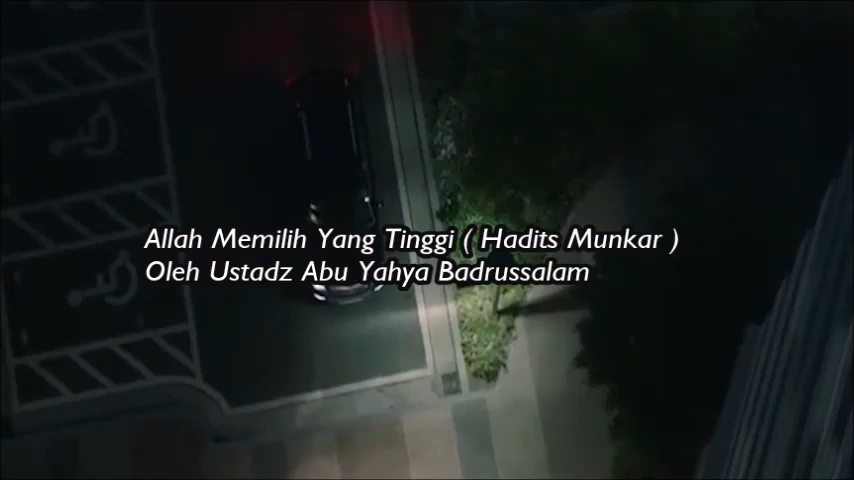 Allah Memilih Yang Tinggi ( Hadits Munkar )
Oleh Ustadz Abu Yahya Badrussalam